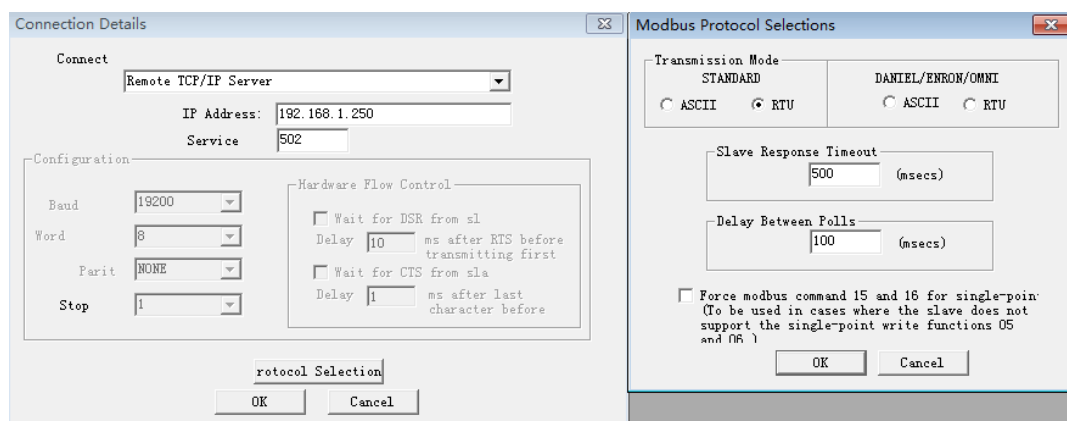 Connection Details
Connect
Remote TCP/IP Server
IP Address: 192.168.1.250
Service 502
Configuration
Baud 19200
Word 8
Parit NONE
Stop 1
Hardware Flow Control
Wait for DSR from sl
Delay 10 ms after RTS before
transmitting first
Wait for CTS from sla
Delay 1 ms after last
character before
rotocol Selection
OK Cancel
Modbus Protocol Selections
Transmission Mode
STANDARD DANIEL/ENRON/OMNI
ASCII RTU ASCII RTU
Slave Response Timeout
500 (msecs)
Delay Between Polls
100 (msecs)
Force modbus command 15 and 16 for single-poin
(To be used in cases where the slave does not
support the single-point write functions 05
and 06.)
OK Cancel